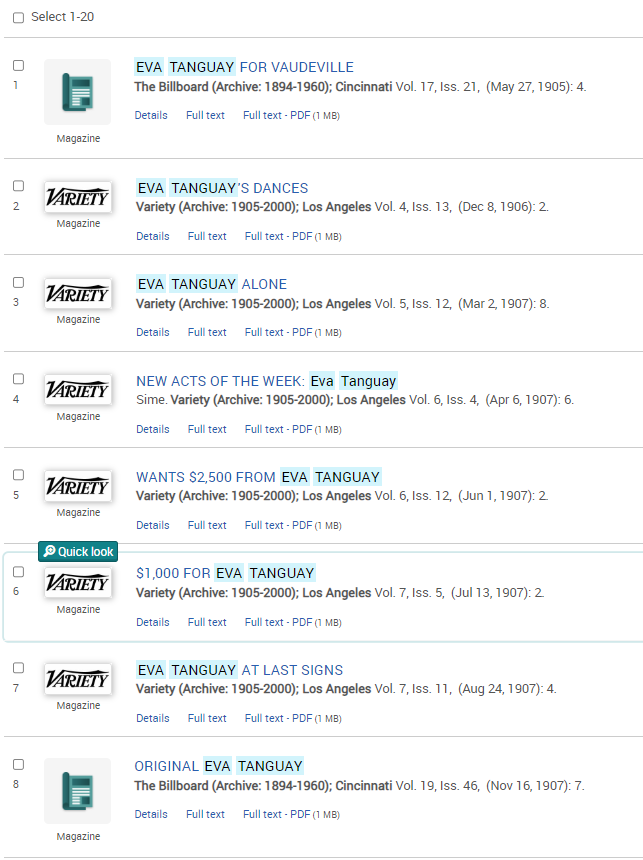 Select 1-20
1
EVA TANGUAY FOR VAUDEVILLE
The Billboard (Archive: 1894-1960); Cincinnati Vol. 17, Iss. 21, (May 27, 1905): 4.
Details Full text Full text - PDF (1 MB)
Magazine
2
VARIETY
Magazine
EVA TANGUAY'S DANCES
Variety (Archive: 1905-2000); Los Angeles Vol. 4, Iss. 13, (Dec 8, 1906): 2.
Details Full text Full text - PDF (1 MB)
3
VARIETY
Magazine
EVA TANGUAY ALONE
Variety (Archive: 1905-2000); Los Angeles Vol. 5, Iss. 12, (Mar 2, 1907): 8.
Details Full text Full text - PDF (1 MB)
4
VARIETY
Magazine
NEW ACTS OF THE WEEK: Eva Tanguay
Sime. Variety (Archive: 1905-2000); Los Angeles Vol. 6, Iss. 4, (Apr 6, 1907): 6.
Details Full text Full text - PDF (1 MB)
5
VARIETY
Magazine
WANTS $2,500 FROM EVA TANGUAY
Variety (Archive: 1905-2000); Los Angeles Vol. 6, Iss. 12, (Jun 1, 1907): 2.
Details Full text Full text - PDF (1 MB)
Quick look
6
VARIETY
Magazine
$1,000 FOR EVA TANGUAY
Variety (Archive: 1905-2000); Los Angeles Vol. 7, Iss. 5, (Jul 13, 1907): 2.
Details Full text Full text - PDF (1 MB)
7
VARIETY
Magazine
EVA TANGUAY AT LAST SIGNS
Variety (Archive: 1905-2000); Los Angeles Vol. 7, Iss. 11, (Aug 24, 1907): 4.
Details Full text Full text - PDF (1 MB)
8
ORIGINAL EVA TANGUAY
The Billboard (Archive: 1894-1960); Cincinnati Vol. 19, Iss. 46, (Nov 16, 1907): 7.
Details Full text Full text - PDF (1 MB)
Magazine